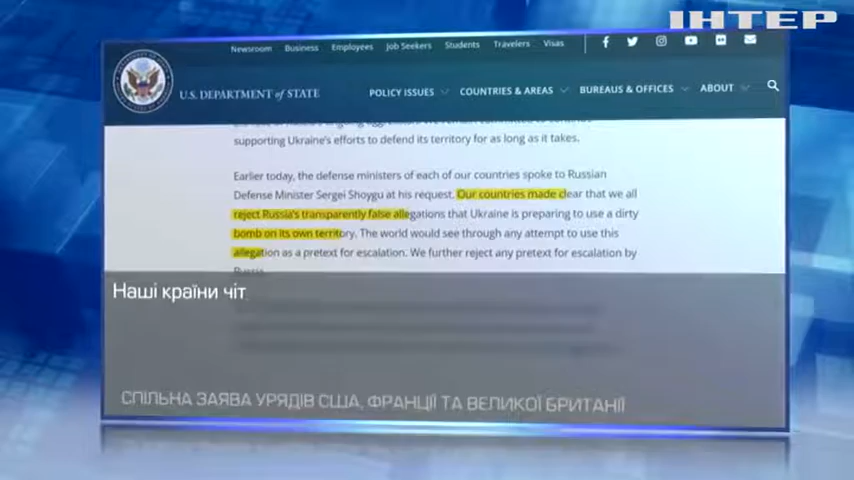 ІНТЕР
Newsroom Business Employees Job Seekers Students Travelers Visas
U.S. DEPARTMENT of STATE
POLICY ISSUES COUNTRIES & AREAS BUREAUS & OFFICES ABOUT
supporting Ukraine's efforts to defend its territory for as long as it takes.
Earlier today, the defense ministers of each of our countries spoke to Russian
Defense Minister Sergei Shoygu at his request. Our countries made clear that we all
reject Russia's transparently false allegations that Ukraine is preparing to use a dirty
bomb on its own territory. The world would see through any attempt to use this
allegation as a pretext for escalation. We further reject any pretext for escalation by
Russia.
Наші країни чіт
СПІЛЬНА ЗАЯВА УРЯДІВ США, ФРАНЦІЇ ТА ВЕЛИКОЇ БРИТАНІЇ